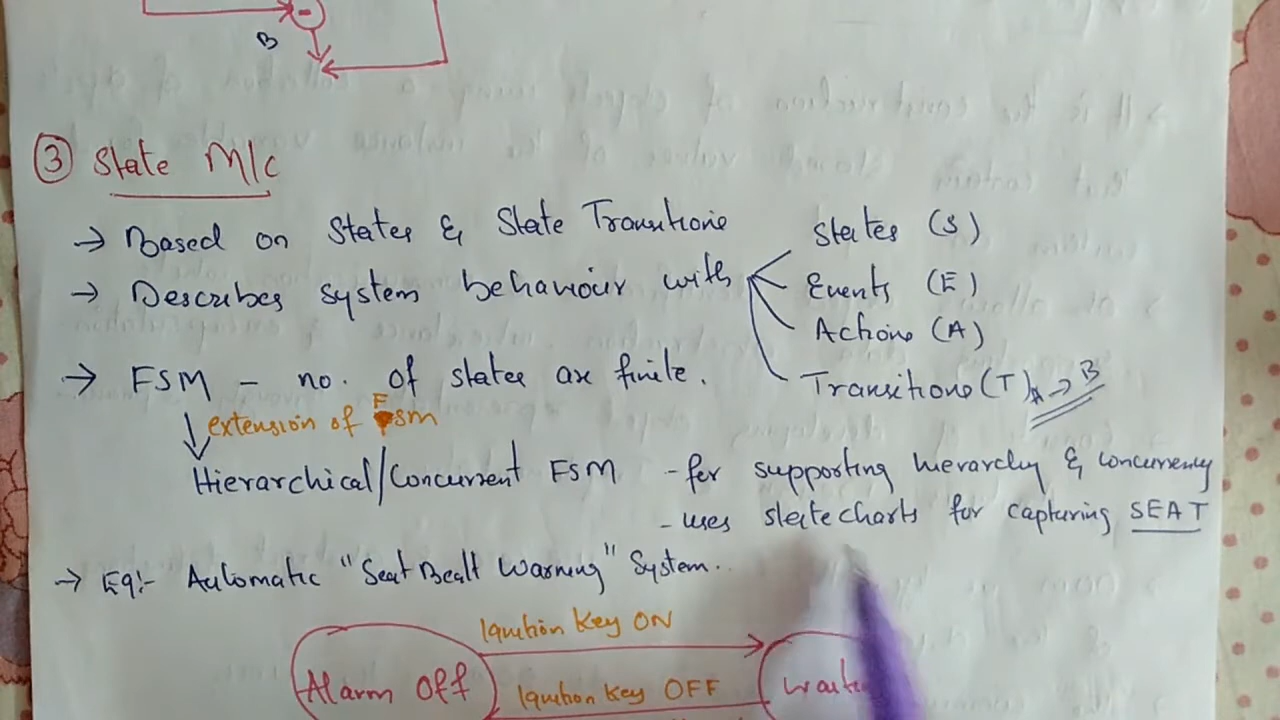 B
③ State M/c
→ Based on States & State Transitions
States (S)
→ Describes system behaviour with
Events (E)
Actions (A)
→ FSM - no. of states are finite.
Transitions (T) A → B
extension of Fsm
Hierarchical/Concurrent FSM - for supporting hierarchy & concurrency
- uses statecharts for capturing SEAT
→ Eg:- Automatic "Seat Bealt Warning" System.
Ignition Key ON
Alarm Off
Ignition Key OFF